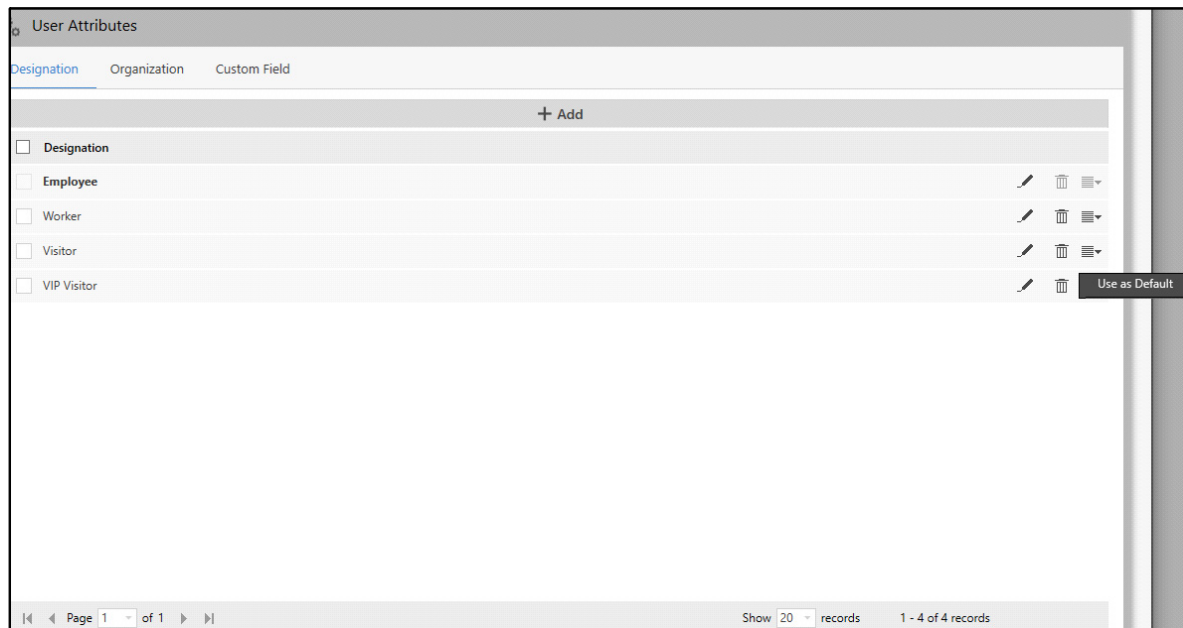 User Attributes
Designation Organization Custom Field
+ Add
Designation
Employee
Worker
Visitor
VIP Visitor
Use as Default
Page 1 of 1 Show 20 records 1 - 4 of 4 records